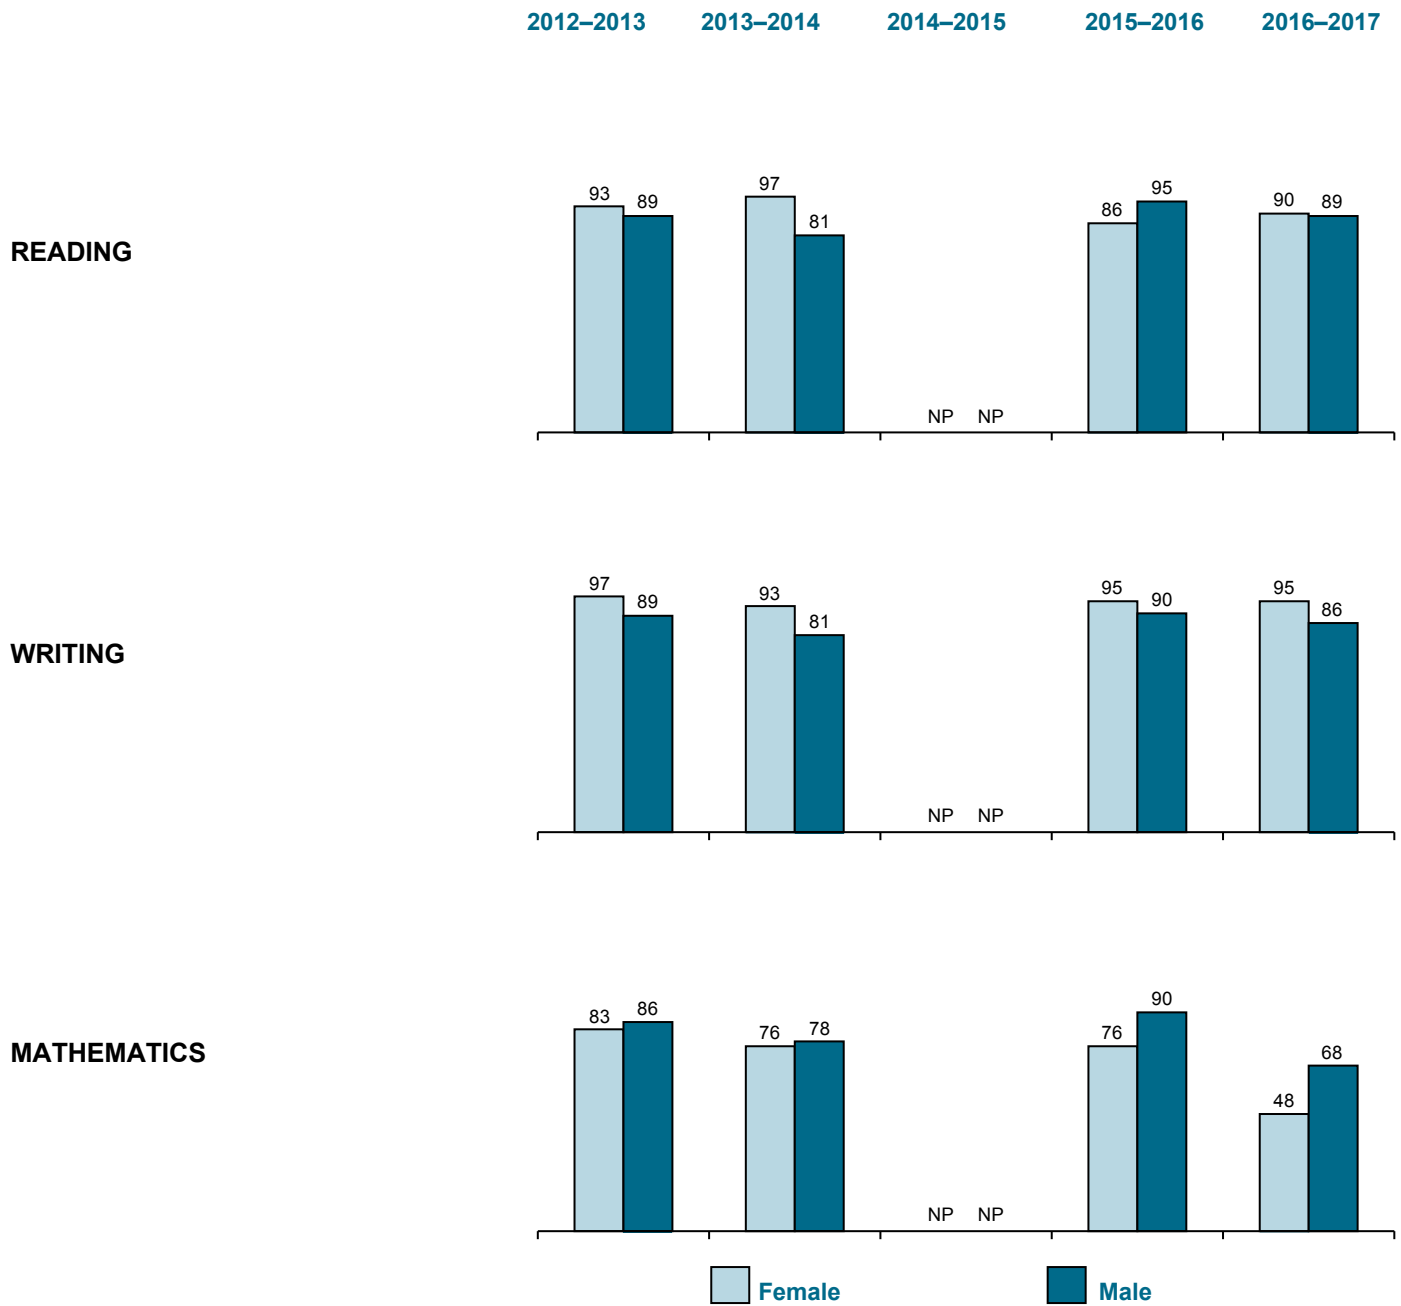 2012–2013 2013–2014 2014–2015 2015–2016 2016–2017
READING
93 89 97 81 NP NP 86 95 90 89
WRITING
97 89 93 81 NP NP 95 90 95 86
MATHEMATICS
83 86 76 78 NP NP 76 90 48 68
Female Male